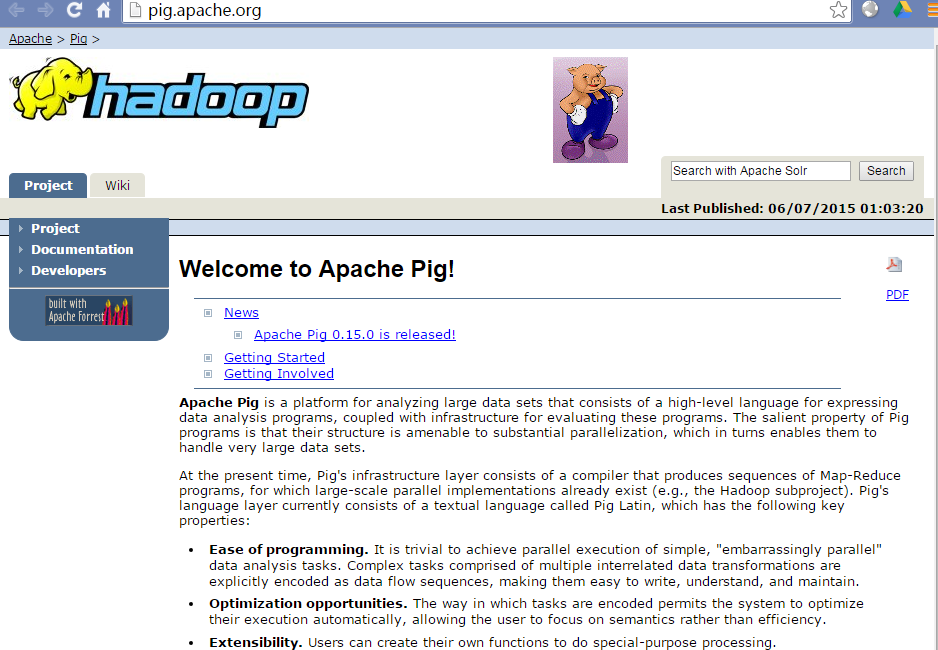 pig.apache.org
Apache > Pig >
hadoop
Project
Wiki
Search with Apache Solr
Search
Last Published: 06/07/2015 01:03:20
Project
Documentation
Developers
built with
Apache Forrest
Welcome to Apache Pig!
PDF
News
Apache Pig 0.15.0 is released!
Getting Started
Getting Involved
Apache Pig is a platform for analyzing large data sets that consists of a high-level language for expressing
data analysis programs, coupled with infrastructure for evaluating these programs. The salient property of Pig
programs is that their structure is amenable to substantial parallelization, which in turns enables them to
handle very large data sets.
At the present time, Pig's infrastructure layer consists of a compiler that produces sequences of Map-Reduce
programs, for which large-scale parallel implementations already exist (e.g., the Hadoop subproject). Pig's
language layer currently consists of a textual language called Pig Latin, which has the following key
properties:
• Ease of programming. It is trivial to achieve parallel execution of simple, "embarrassingly parallel"
data analysis tasks. Complex tasks comprised of multiple interrelated data transformations are
explicitly encoded as data flow sequences, making them easy to write, understand, and maintain.
• Optimization opportunities. The way in which tasks are encoded permits the system to optimize
their execution automatically, allowing the user to focus on semantics rather than efficiency.
• Extensibility. Users can create their own functions to do special-purpose processing.